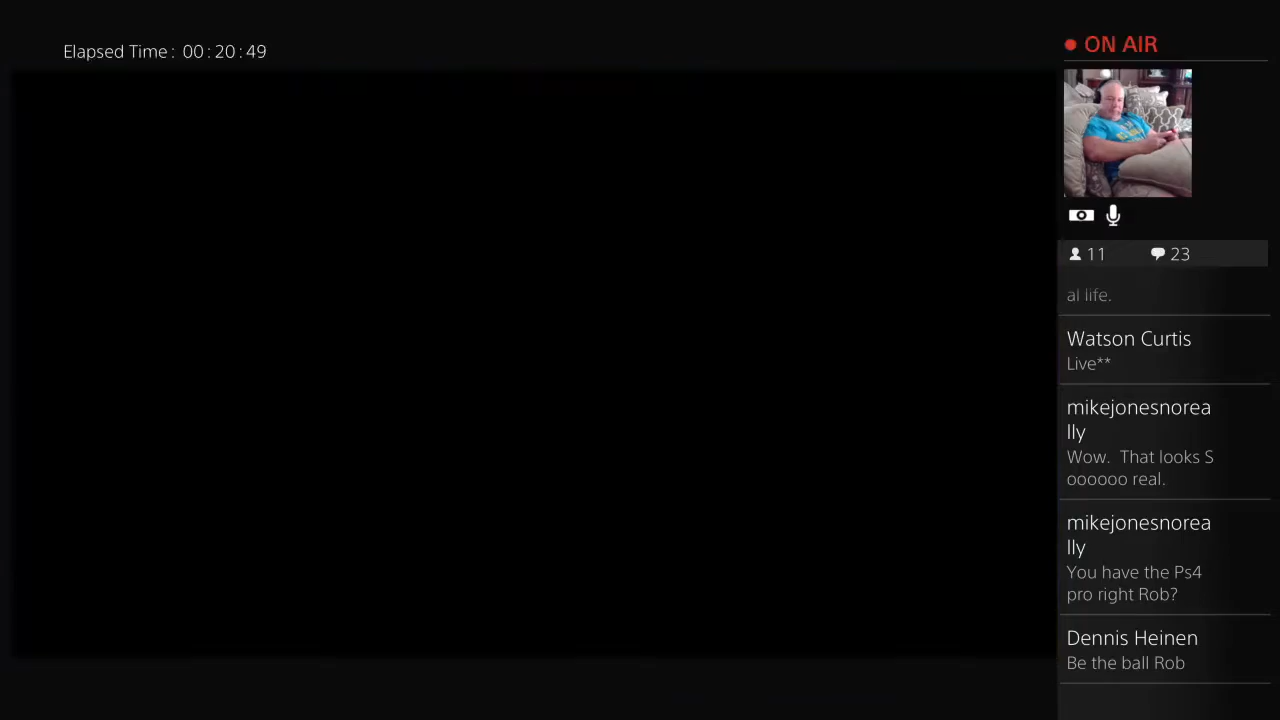 Elapsed Time: 00:20:49
ON AIR
11 23
al life.
Watson Curtis
Live**
mikejonesnorea
lly
Wow. That looks S
oooooo real.
mikejonesnorea
lly
You have the Ps4
pro right Rob?
Dennis Heinen
Be the ball Rob